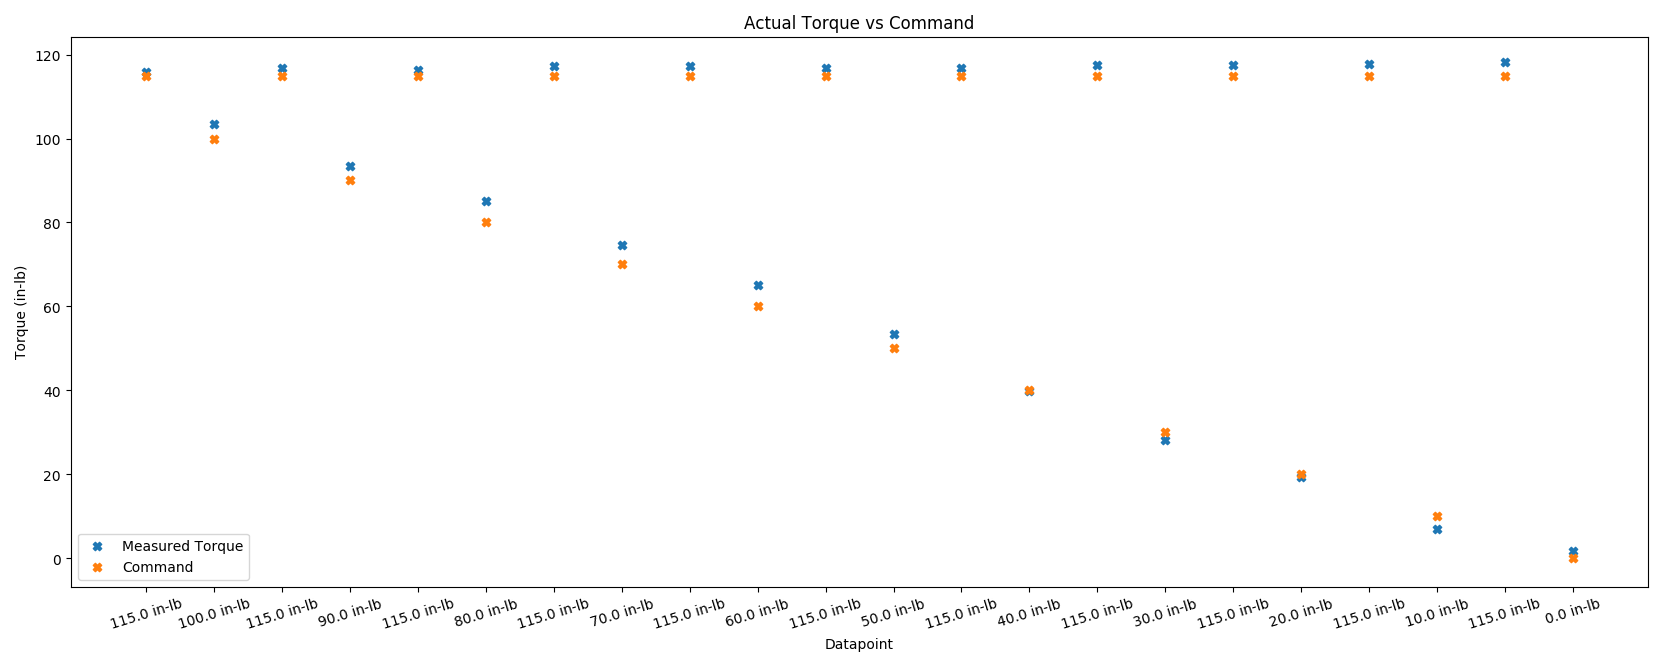 Actual Torque vs Command
Torque (in-lb)
120
100
80
60
40
20
0
Measured Torque
Command
115.0 in-lb
100.0 in-lb
115.0 in-lb
90.0 in-lb
115.0 in-lb
80.0 in-lb
115.0 in-lb
70.0 in-lb
115.0 in-lb
60.0 in-lb
115.0 in-lb
50.0 in-lb
115.0 in-lb
40.0 in-lb
115.0 in-lb
30.0 in-lb
115.0 in-lb
20.0 in-lb
115.0 in-lb
10.0 in-lb
115.0 in-lb
0.0 in-lb
Datapoint